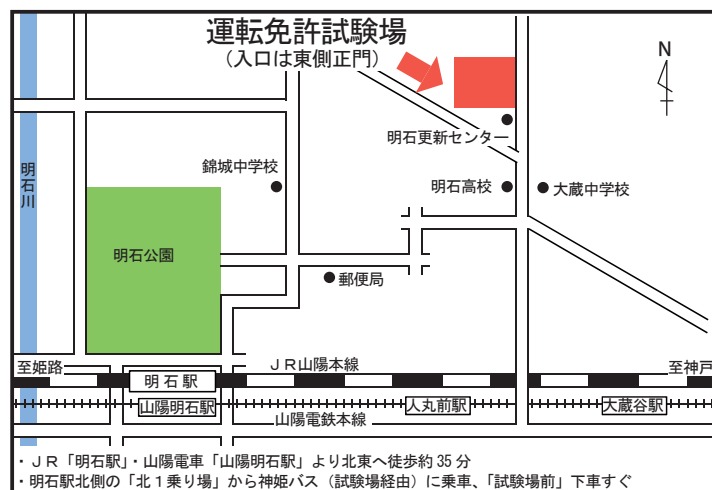 運転免許試験場
(入口は東側正門)
N
明石更新センター
明石川
錦城中学校
明石高校
大蔵中学校
明石公園
郵便局
至姫路
JR山陽本線
至神戸
明石駅
山陽明石駅
人丸前駅
大蔵谷駅
山陽電鉄本線
・JR「明石駅」・山陽電車「山陽明石駅」より北東へ徒歩約35分
・明石駅北側の「北1乗り場」から神姫バス(試験場経由)に乗車、「試験場前」下車すぐ